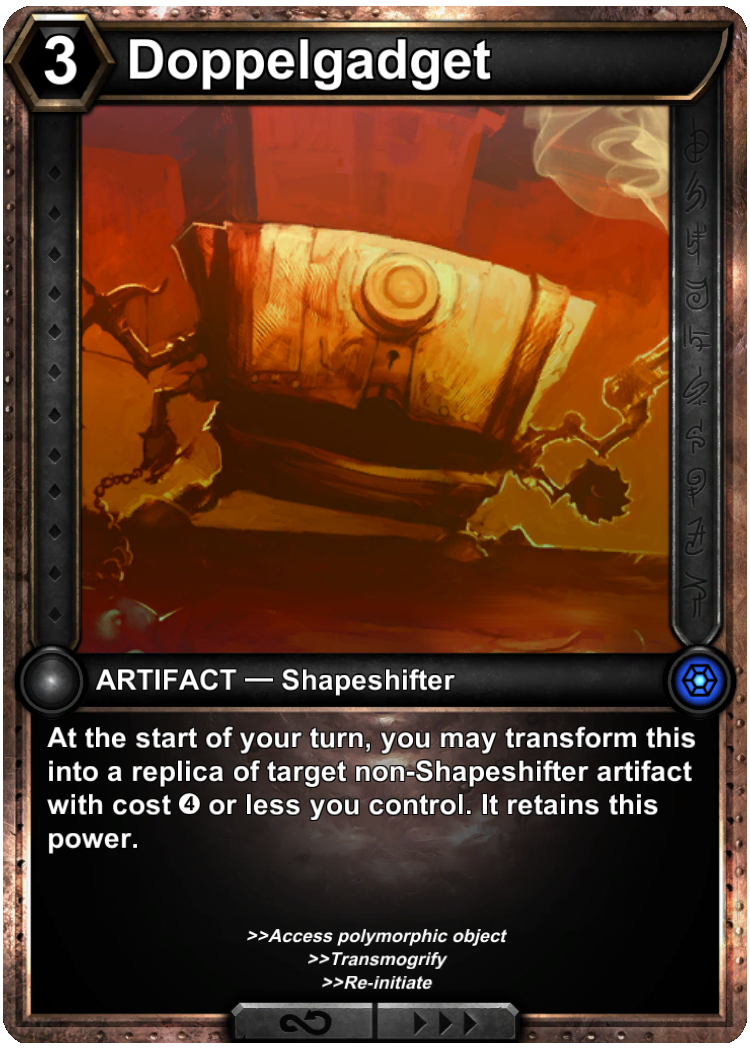 3 Doppelgadget
ARTIFACT — Shapeshifter
At the start of your turn, you may transform this
into a replica of target non-Shapeshifter artifact
with cost ❹ or less you control. It retains this
power.
>>Access polymorphic object
>>Transmogrify
>>Re-initiate